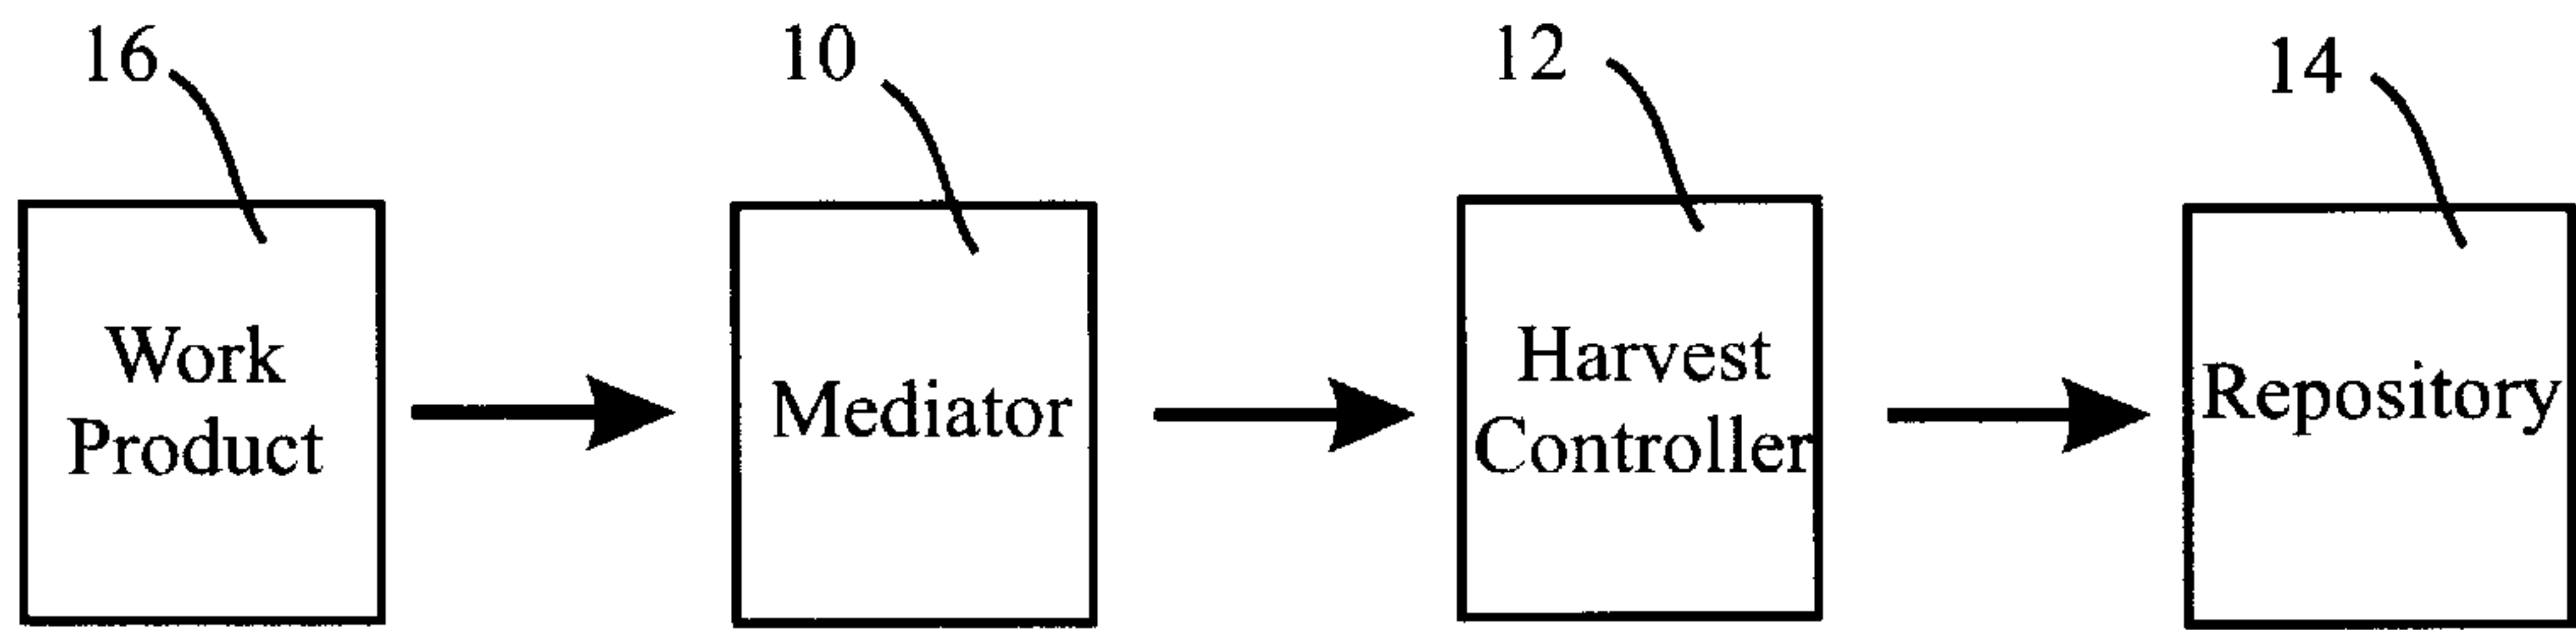 16
10
12
14
Work
Product
Mediator
Harvest
Controller
Repository